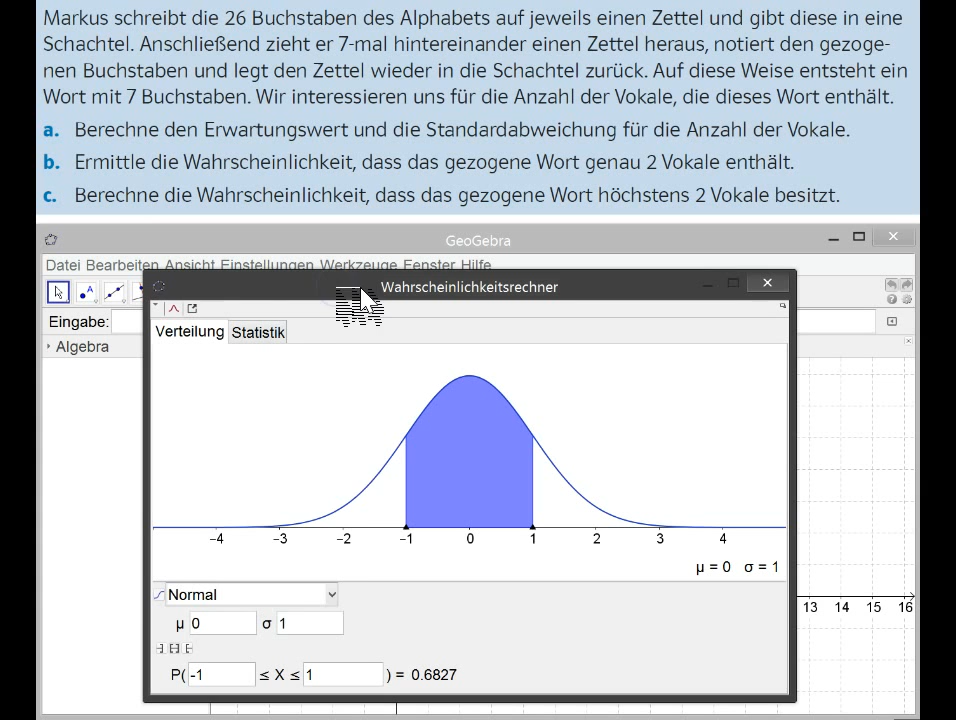 Markus schreibt die 26 Buchstaben des Alphabets auf jeweils einen Zettel und gibt diese in eine
Schachtel. Anschließend zieht er 7-mal hintereinander einen Zettel heraus, notiert den gezoge-
nen Buchstaben und legt den Zettel wieder in die Schachtel zurück. Auf diese Weise entsteht ein
Wort mit 7 Buchstaben. Wir interessieren uns für die Anzahl der Vokale, die dieses Wort enthält.
a. Berechne den Erwartungswert und die Standardabweichung für die Anzahl der Vokale.
b. Ermittle die Wahrscheinlichkeit, dass das gezogene Wort genau 2 Vokale enthält.
c. Berechne die Wahrscheinlichkeit, dass das gezogene Wort höchstens 2 Vokale besitzt.
GeoGebra
Datei Bearbeiten Ansicht Einstellungen Werkzeuge Fenster Hilfe
Wahrscheinlichkeitsrechner
Eingabe:
Verteilung Statistik
Algebra
-4 -3 -2 -1 0 1 2 3 4
μ = 0 σ = 1
Normal
13 14 15 16
μ 0 σ 1
P( -1 ≤ X ≤ 1 ) = 0.6827